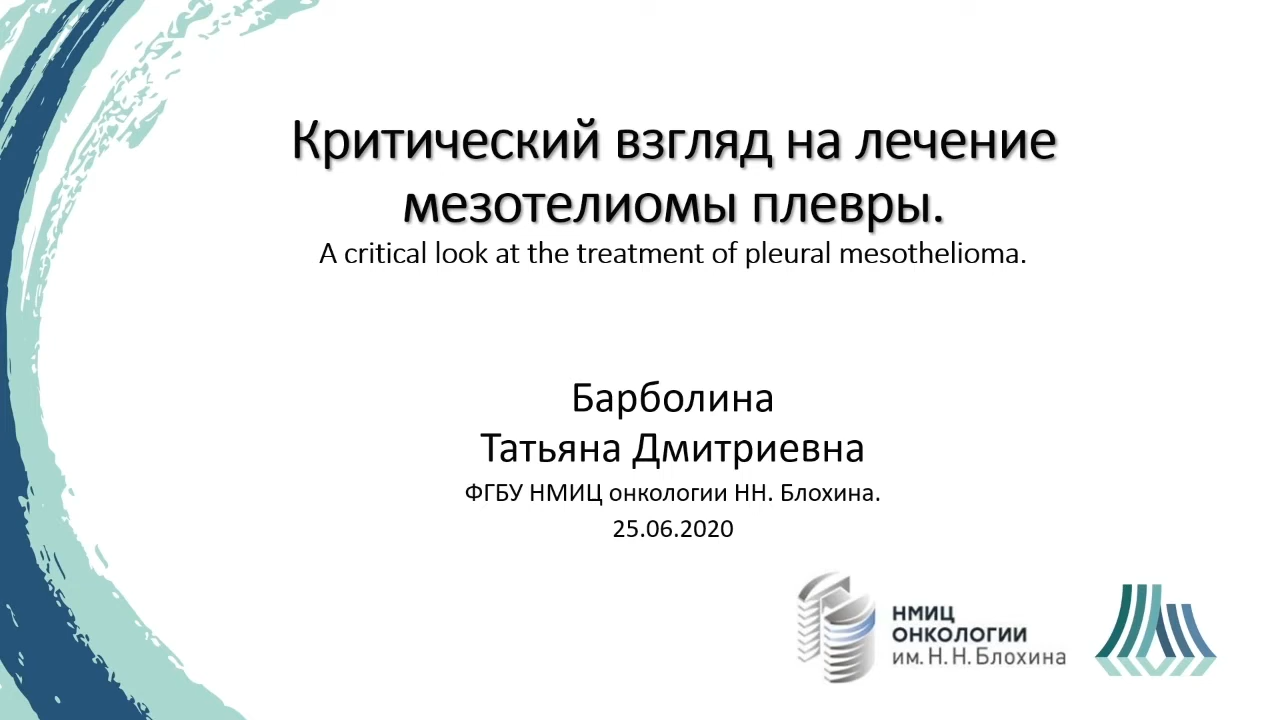 Критический взгляд на лечение
мезотелиомы плевры.
A critical look at the treatment of pleural mesothelioma.
Барболина
Татьяна Дмитриевна
ФГБУ НМИЦ онкологии НН. Блохина.
25.06.2020
НМИЦ
ОНКОЛОГИИ
им. Н. Н. Блохина